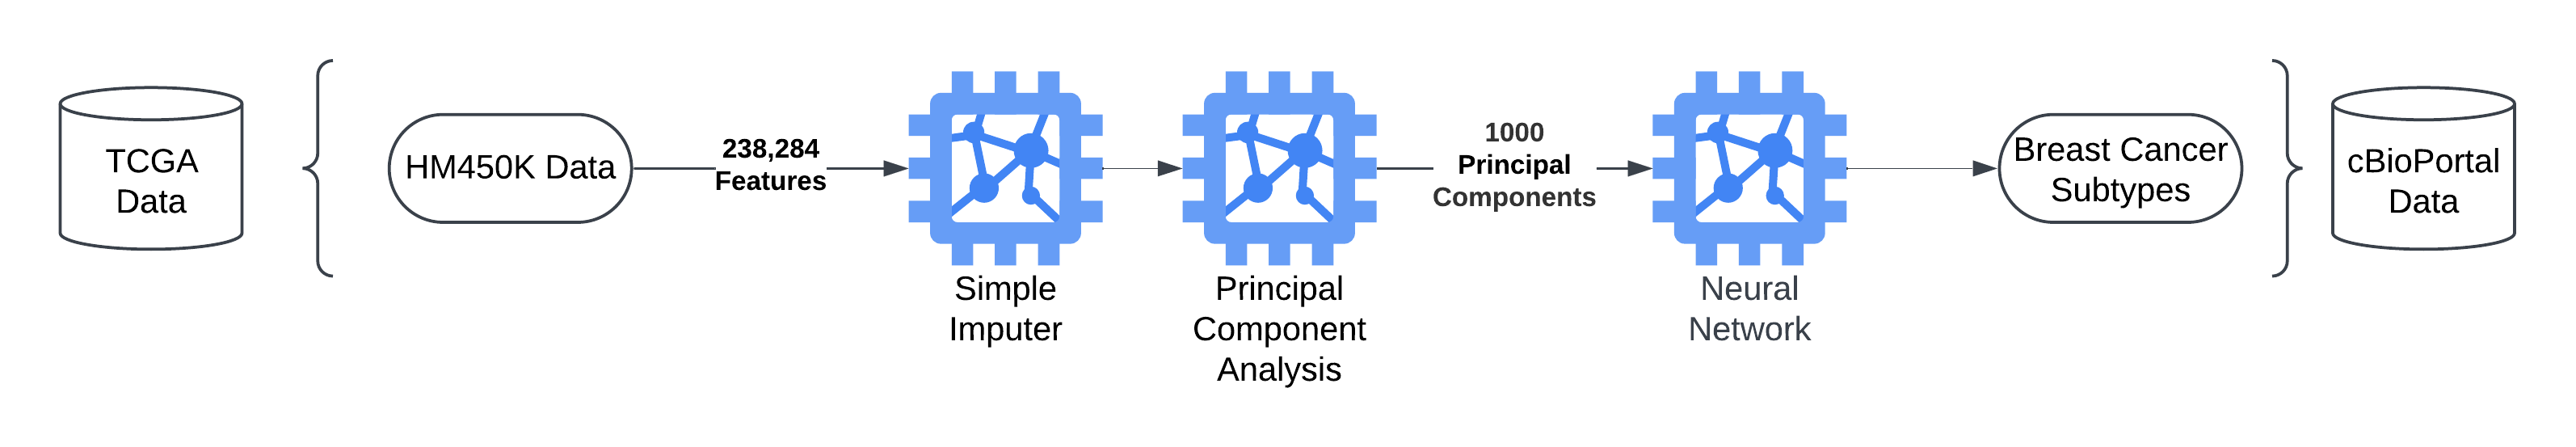 TCGA
Data
HM450K Data
238,284
Features
Simple
Imputer
Principal
Component
Analysis
1000
Principal
Components
Neural
Network
Breast Cancer
Subtypes
cBioPortal
Data